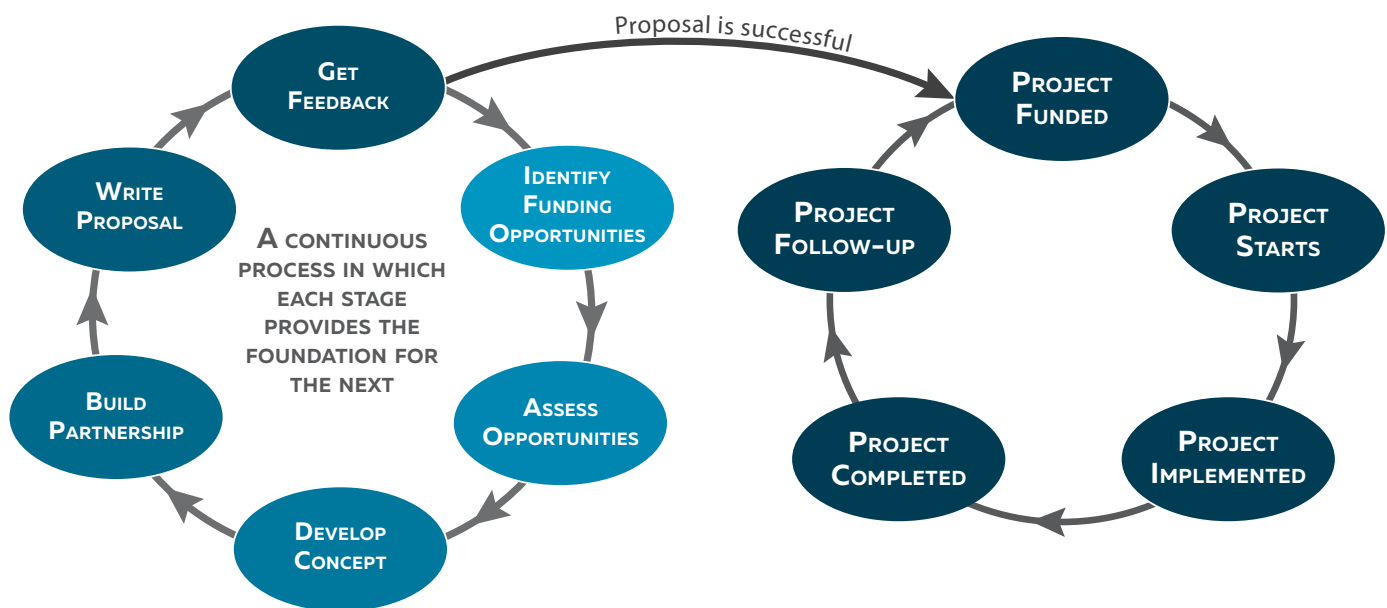 Proposal is successful
Get
Feedback
Identify
Funding
Opportunities
Assess
Opportunities
Develop
Concept
Build
Partnership
Write
Proposal
A continuous
process in which
each stage
provides the
foundation for
the next
Project
Funded
Project
Starts
Project
Implemented
Project
Completed
Project
Follow-up